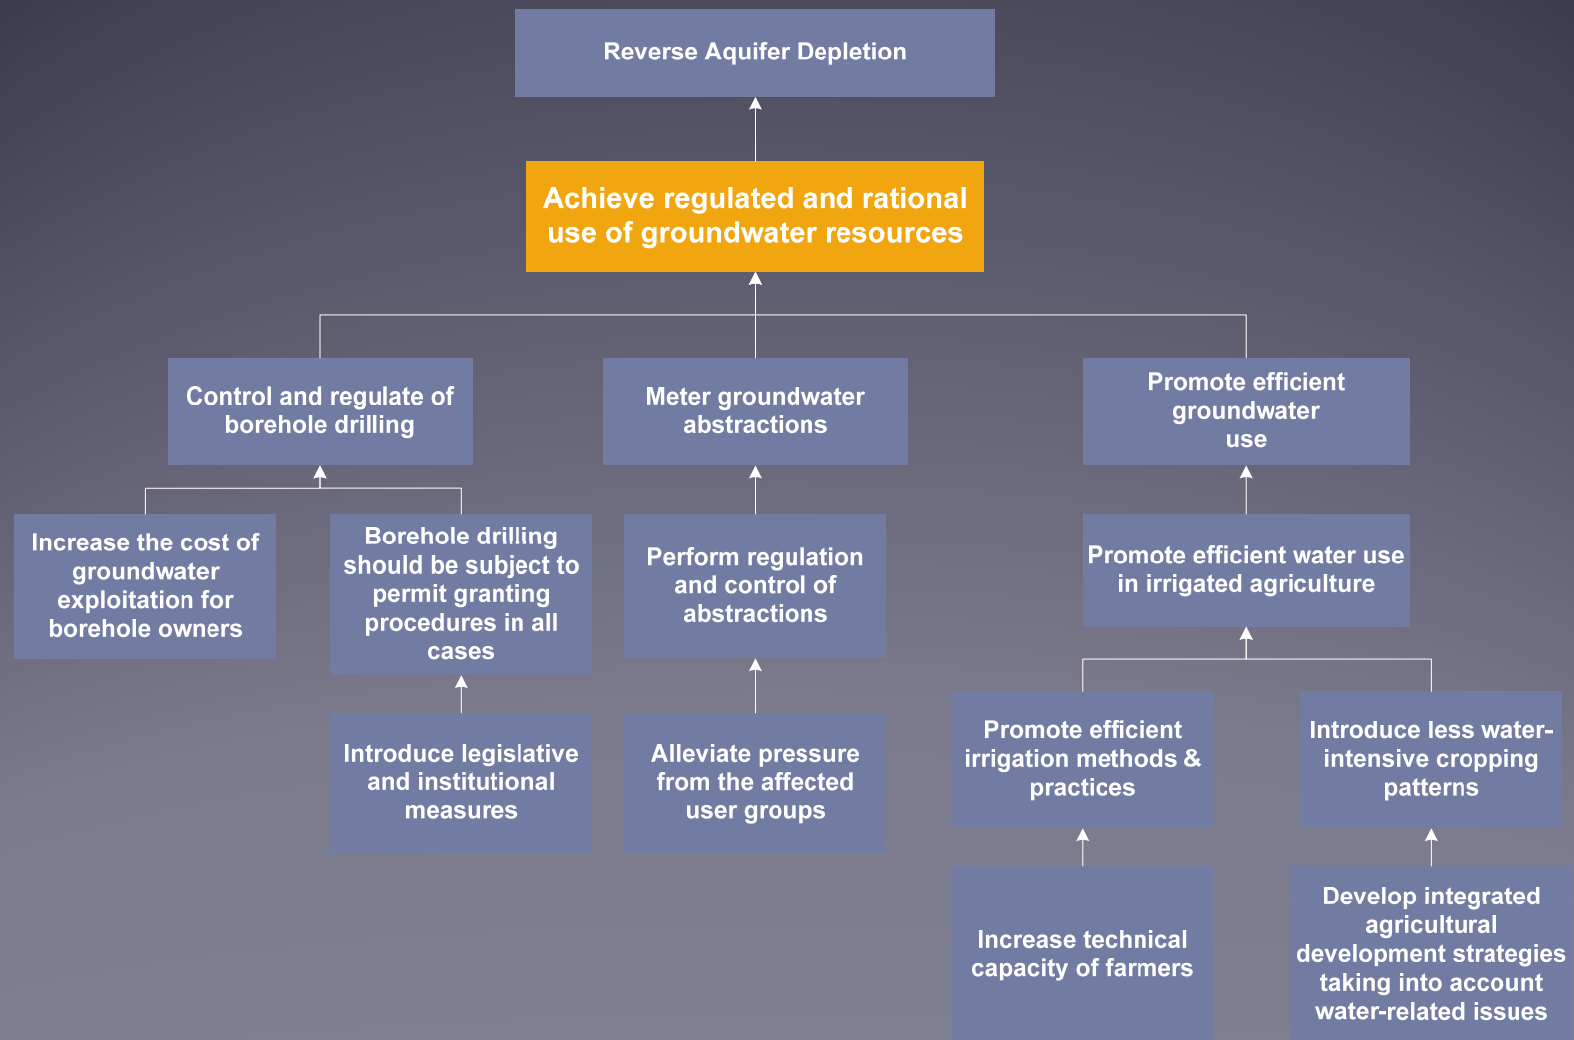 Reverse Aquifer Depletion
Achieve regulated and rational
use of groundwater resources
Control and regulate of
borehole drilling
Meter groundwater
abstractions
Promote efficient
groundwater
use
Increase the cost of
groundwater
exploitation for
borehole owners
Borehole drilling
should be subject to
permit granting
procedures in all
cases
Perform regulation
and control of
abstractions
Promote efficient water use
in irrigated agriculture
Introduce legislative
and institutional
measures
Alleviate pressure
from the affected
user groups
Promote efficient
irrigation methods &
practices
Introduce less water-
intensive cropping
patterns
Increase technical
capacity of farmers
Develop integrated
agricultural
development strategies
taking into account
water-related issues